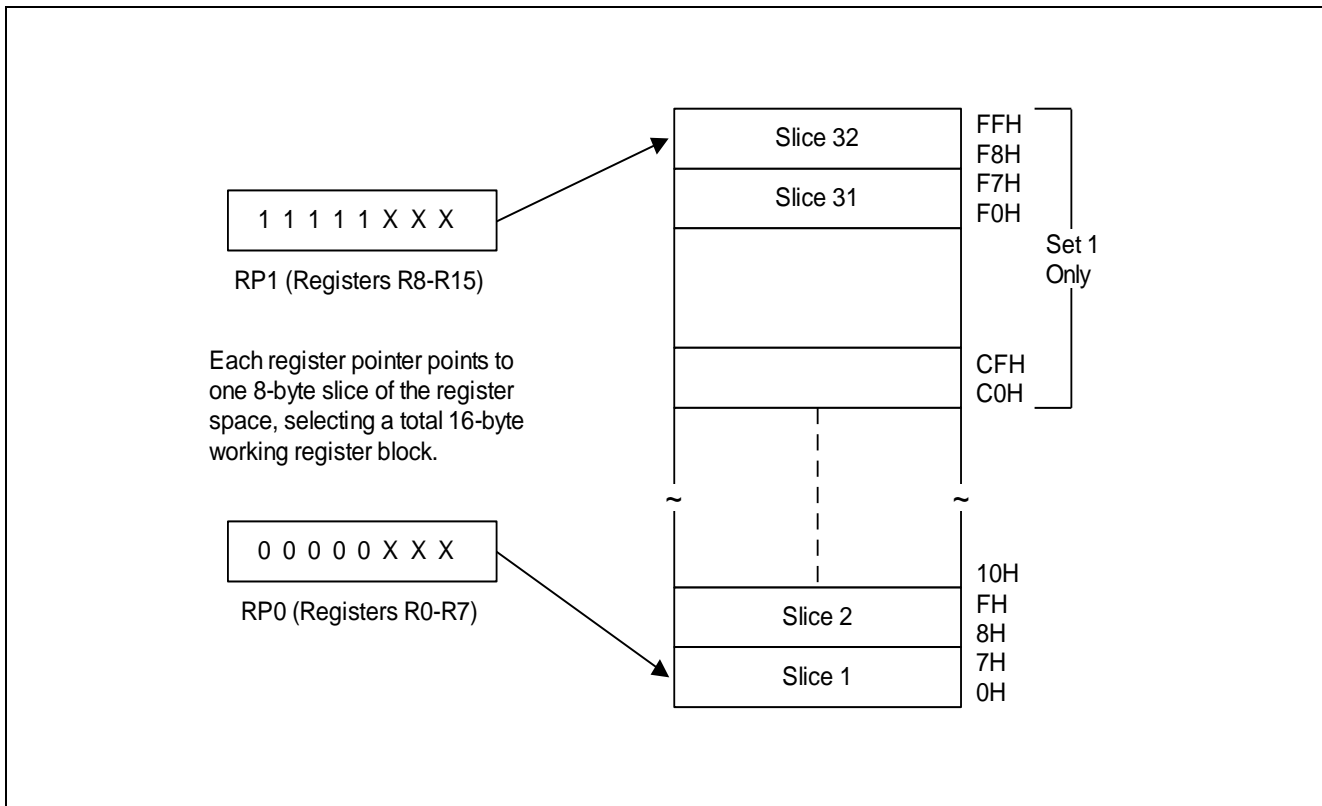 1 1 1 1 1 X X X
RP1 (Registers R8-R15)
Each register pointer points to
one 8-byte slice of the register
space, selecting a total 16-byte
working register block.
0 0 0 0 0 X X X
RP0 (Registers R0-R7)
Slice 32
Slice 31
Slice 2
Slice 1
FFH
F8H
F7H
F0H
CFH
C0H
10H
FH
8H
7H
0H
Set 1
Only
~
~